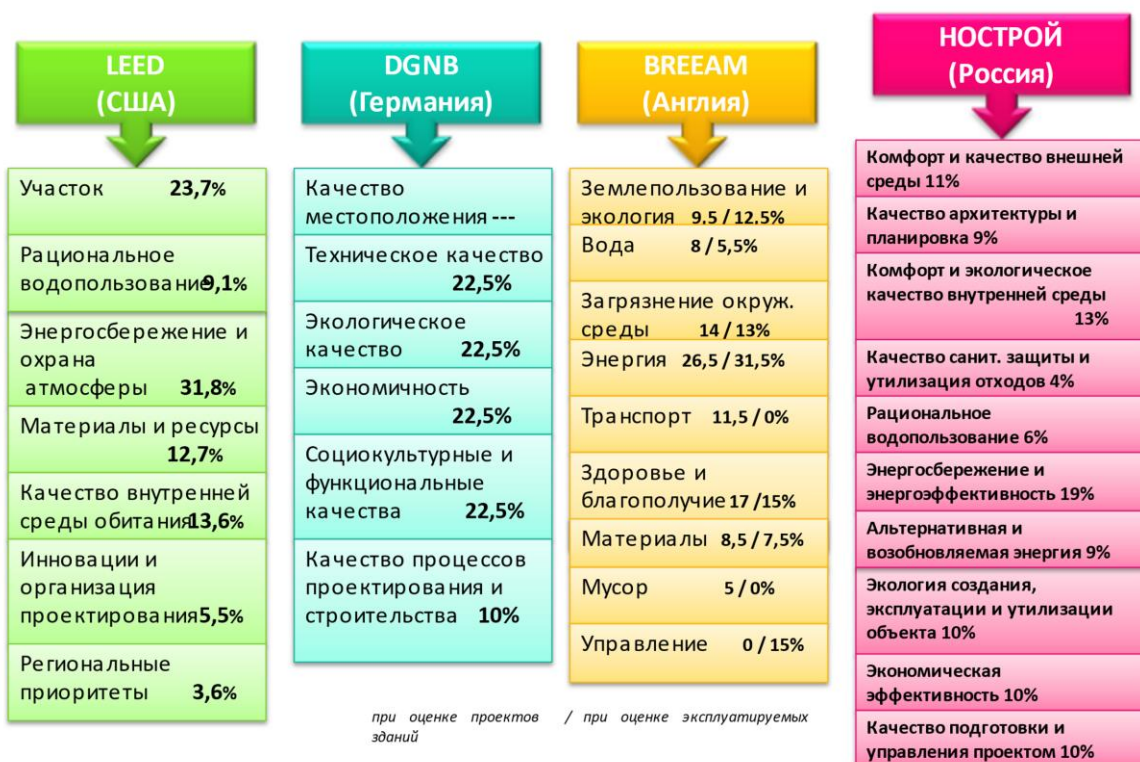 LEED
(США)
Участок 23,7%
Рациональное
водопользование 9,1%
Энергосбережение и
охрана
атмосферы 31,8%
Материалы и ресурсы
12,7%
Качество внутренней
среды обитания 13,6%
Инновации и
организация
проектирования 5,5%
Региональные
приоритеты 3,6%
DGNB
(Германия)
Качество
местоположения ---
Техническое качество
22,5%
Экологическое
качество 22,5%
Экономичность
22,5%
Социокультурные и
функциональные
качества 22,5%
Качество процессов
проектирования и
строительства 10%
BREEAM
(Англия)
Землепользование и
экология 9,5 / 12,5%
Вода 8 / 5,5%
Загрязнение окруж.
среды 14 / 13%
Энергия 26,5 / 31,5%
Транспорт 11,5 / 0%
Здоровье и
благополучие 17 /15%
Материалы 8,5 / 7,5%
Мусор 5 / 0%
Управление 0 / 15%
при оценке проектов / при оценке эксплуатируемых
зданий
НОСТРОЙ
(Россия)
Комфорт и качество внешней
среды 11%
Качество архитектуры и
планировка 9%
Комфорт и экологическое
качество внутренней среды
13%
Качество санит. защиты и
утилизация отходов 4%
Рациональное
водопользование 6%
Энергосбережение и
энергоэффективность 19%
Альтернативная и
возобновляемая энергия 9%
Экология создания,
эксплуатации и утилизации
объекта 10%
Экономическая
эффективность 10%
Качество подготовки и
управления проектом 10%